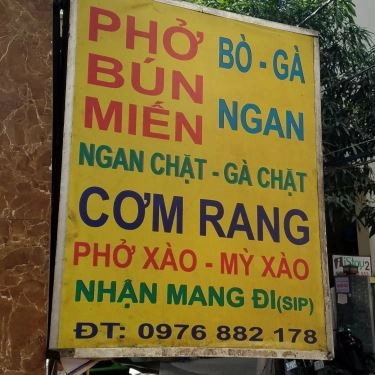 PHỞ BÒ - GÀ
BÚN
MIẾN NGAN
NGAN CHẶT - GÀ CHẶT
CƠM RANG
PHỞ XÀO - MỲ XÀO
NHẬN MANG ĐI(SIP)
ĐT: 0976 882 178